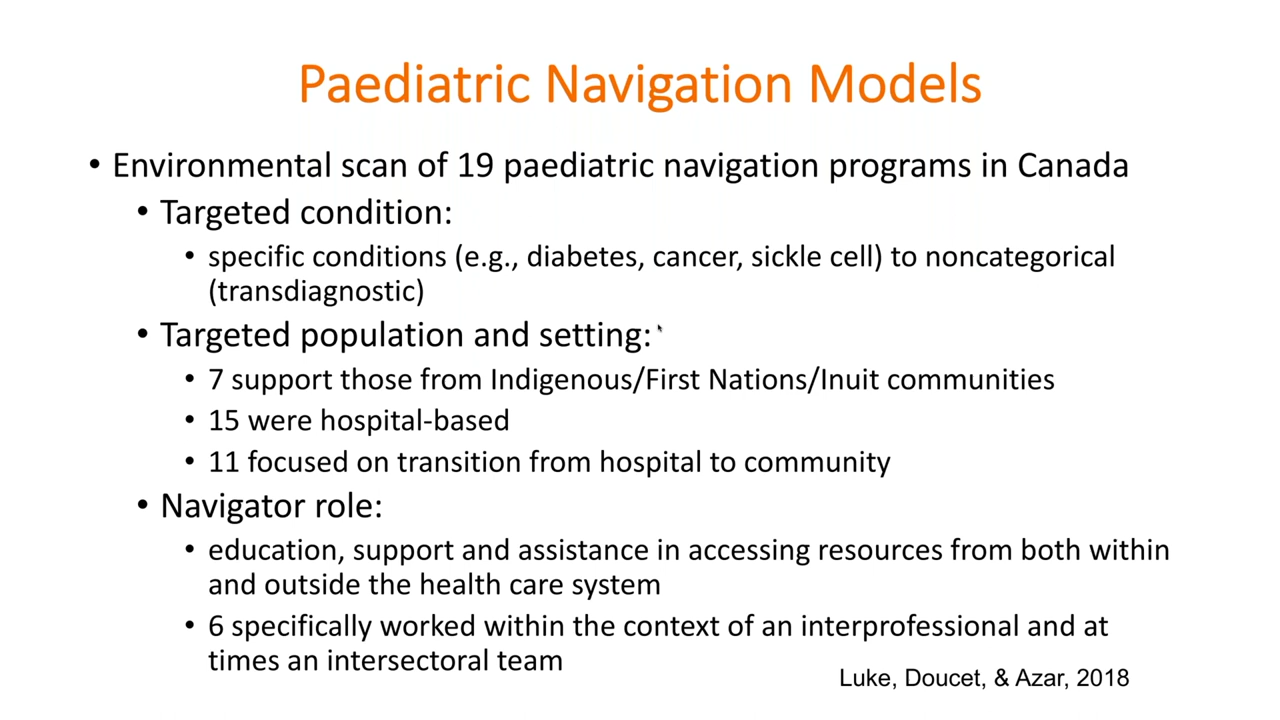 Paediatric Navigation Models
• Environmental scan of 19 paediatric navigation programs in Canada
• Targeted condition:
• specific conditions (e.g., diabetes, cancer, sickle cell) to noncategorical
(transdiagnostic)
• Targeted population and setting:
• 7 support those from Indigenous/First Nations/Inuit communities
• 15 were hospital-based
• 11 focused on transition from hospital to community
• Navigator role:
• education, support and assistance in accessing resources from both within
and outside the health care system
• 6 specifically worked within the context of an interprofessional and at
times an intersectoral team
Luke, Doucet, & Azar, 2018